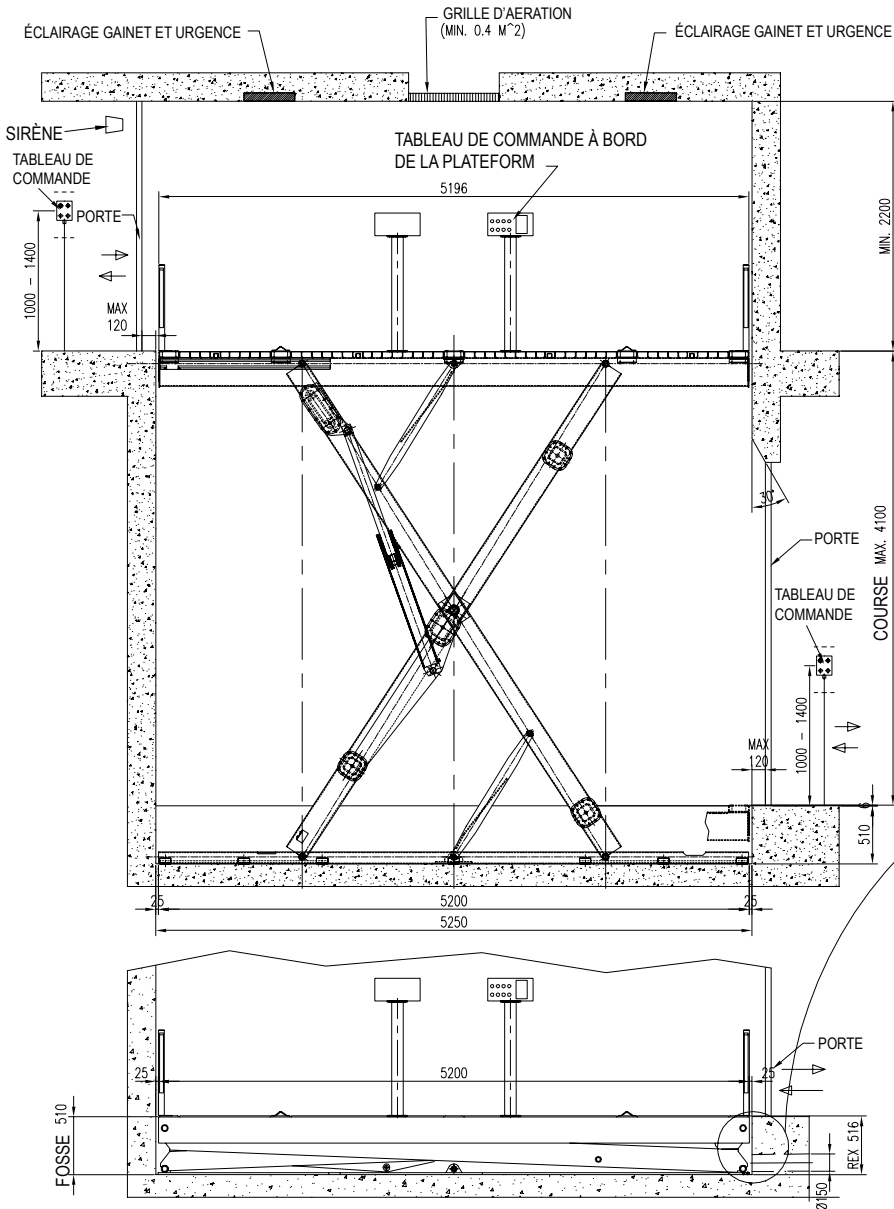 GRILLE D'AERATION
(MIN. 0.4 M^2)
ÉCLAIRAGE GAINET ET URGENCE
ÉCLAIRAGE GAINET ET URGENCE
SIRÈNE
TABLEAU DE
COMMANDE
TABLEAU DE COMMANDE À BORD
DE LA PLATEFORM
5196
PORTE
MIN. 2200
1000 - 1400
MAX
120
30°
PORTE
COURSE MAX. 4100
TABLEAU DE
COMMANDE
1000 - 1400
MAX
120
6
510
25
5200
25
5250
PORTE
25
5200
25
FOSSE 510
REX 516
Ø150